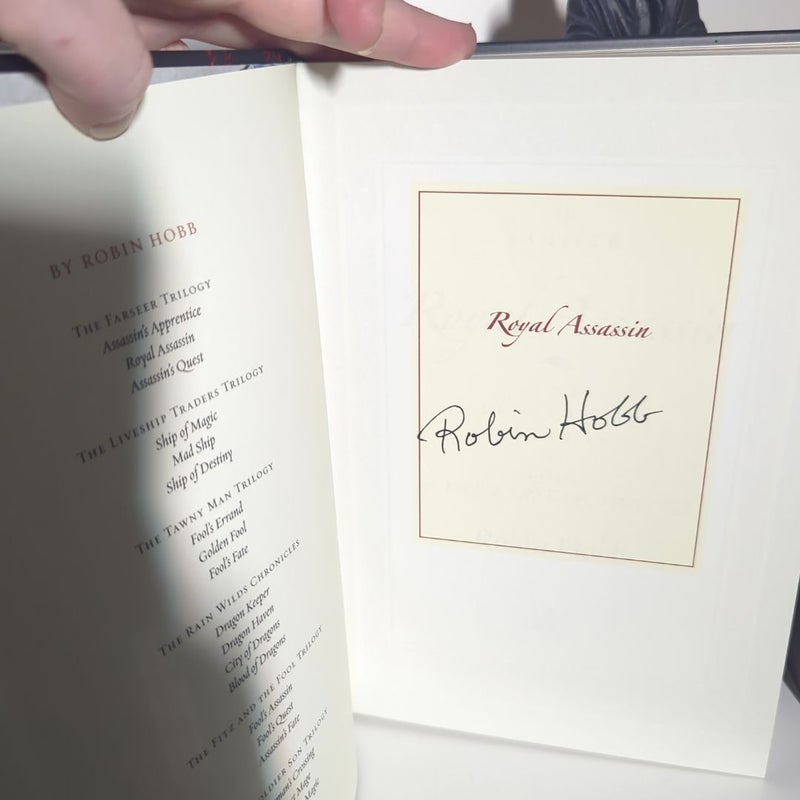 BY ROBIN HOBB
THE FARSEER TRILOGY
Assassin's Apprentice
Royal Assassin
Assassin's Quest
THE LIVESHIP TRADERS TRILOGY
Ship of Magic
Mad Ship
Ship of Destiny
THE TAWNY MAN TRILOGY
Fool's Errand
Golden Fool
Fool's Fate
THE RAIN WILDS CHRONICLES
Dragon Keeper
Dragon Haven
City of Dragons
Blood of Dragons
THE FITZ AND THE FOOL TRILOGY
Fool's Assassin
Fool's Quest
Assassin's Fate
SON TRILOGY
Crossing
Mage
Magic
Royal Assassin
Robin Hobb